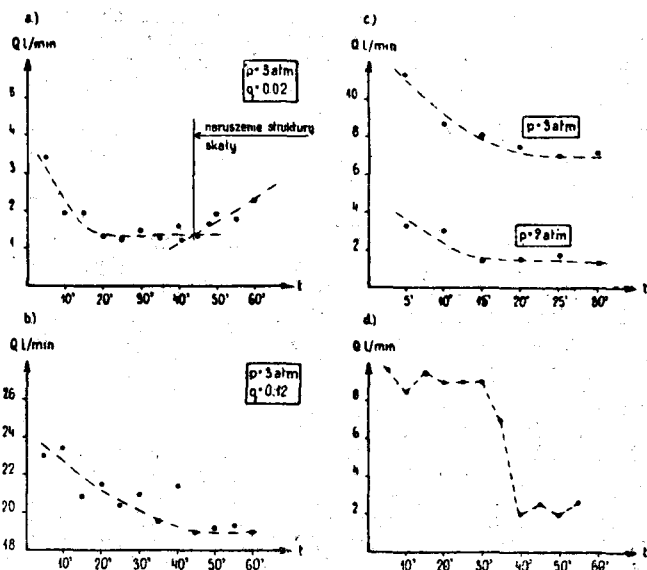 a.)
Q l/min
5
4
3
2
1
p=3atm
q=0.02
naruszenie struktury
skały
10' 20' 30' 40' 50' 60' t
b.)
Q l/min
26
24
22
20
18
p=3atm
q=0.12
10' 20' 30' 40' 50' 60' t
c.)
Q l/min
10
8
6
4
2
p=3atm
p=2atm
5' 10' 15' 20' 25' 30' t
d.)
Q l/min
8
6
4
2
10' 20' 30' 40' 50' 60' t